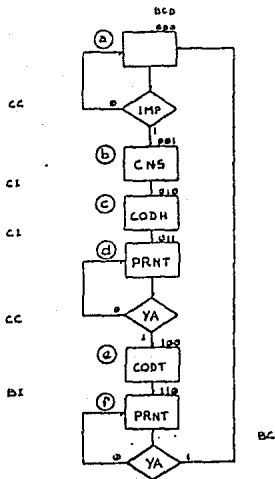 BCD
000
a
0
IMP
CC
1
001
b
CNS
CI
010
c
CODH
CI
011
d
PRNT
0
YA
CC
1
100
e
CODT
BI
110
f
PRNT
BC
0
YA
1